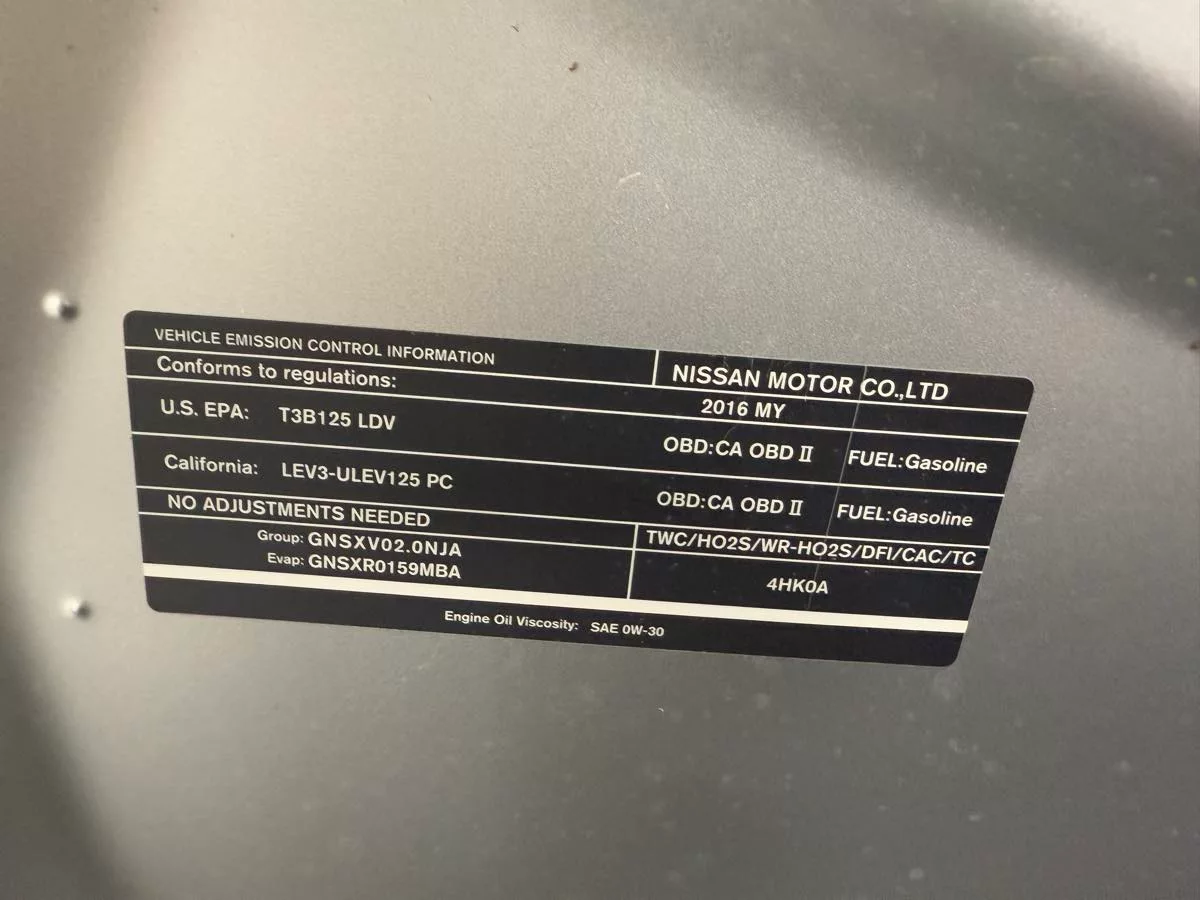 VEHICLE EMISSION CONTROL INFORMATION
NISSAN MOTOR CO.,LTD
Conforms to regulations:
2016 MY
U.S. EPA: T3B125 LDV
OBD:CA OBD II FUEL:Gasoline
California: LEV3-ULEV125 PC
OBD:CA OBD II FUEL:Gasoline
NO ADJUSTMENTS NEEDED
TWC/HO2S/WR-HO2S/DFI/CAC/TC
Group: GNSXV02.0NJA
Evap: GNSXR0159MBA
4HK0A
Engine Oil Viscosity: SAE 0W-30